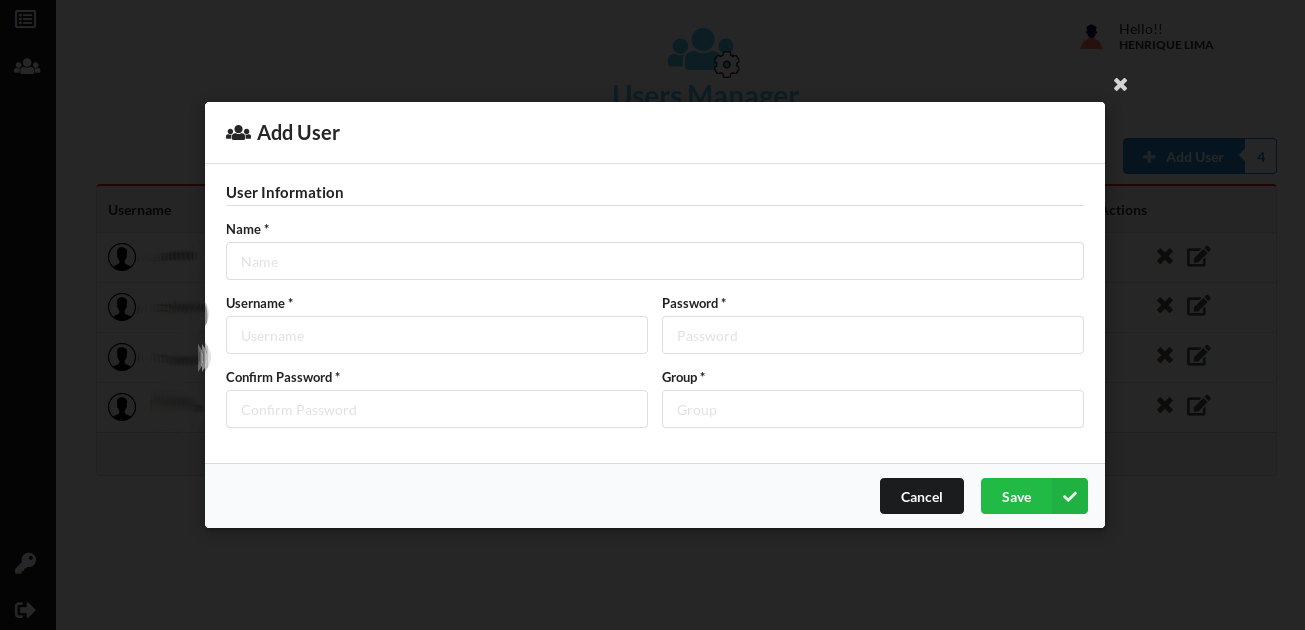 Hello!!
HENRIQUE LIMA
Users Manager
Add User
Add User 4
User Information
Username
Actions
Name *
Name
Username * Password *
Username Password
Confirm Password * Group *
Confirm Password Group
Cancel Save